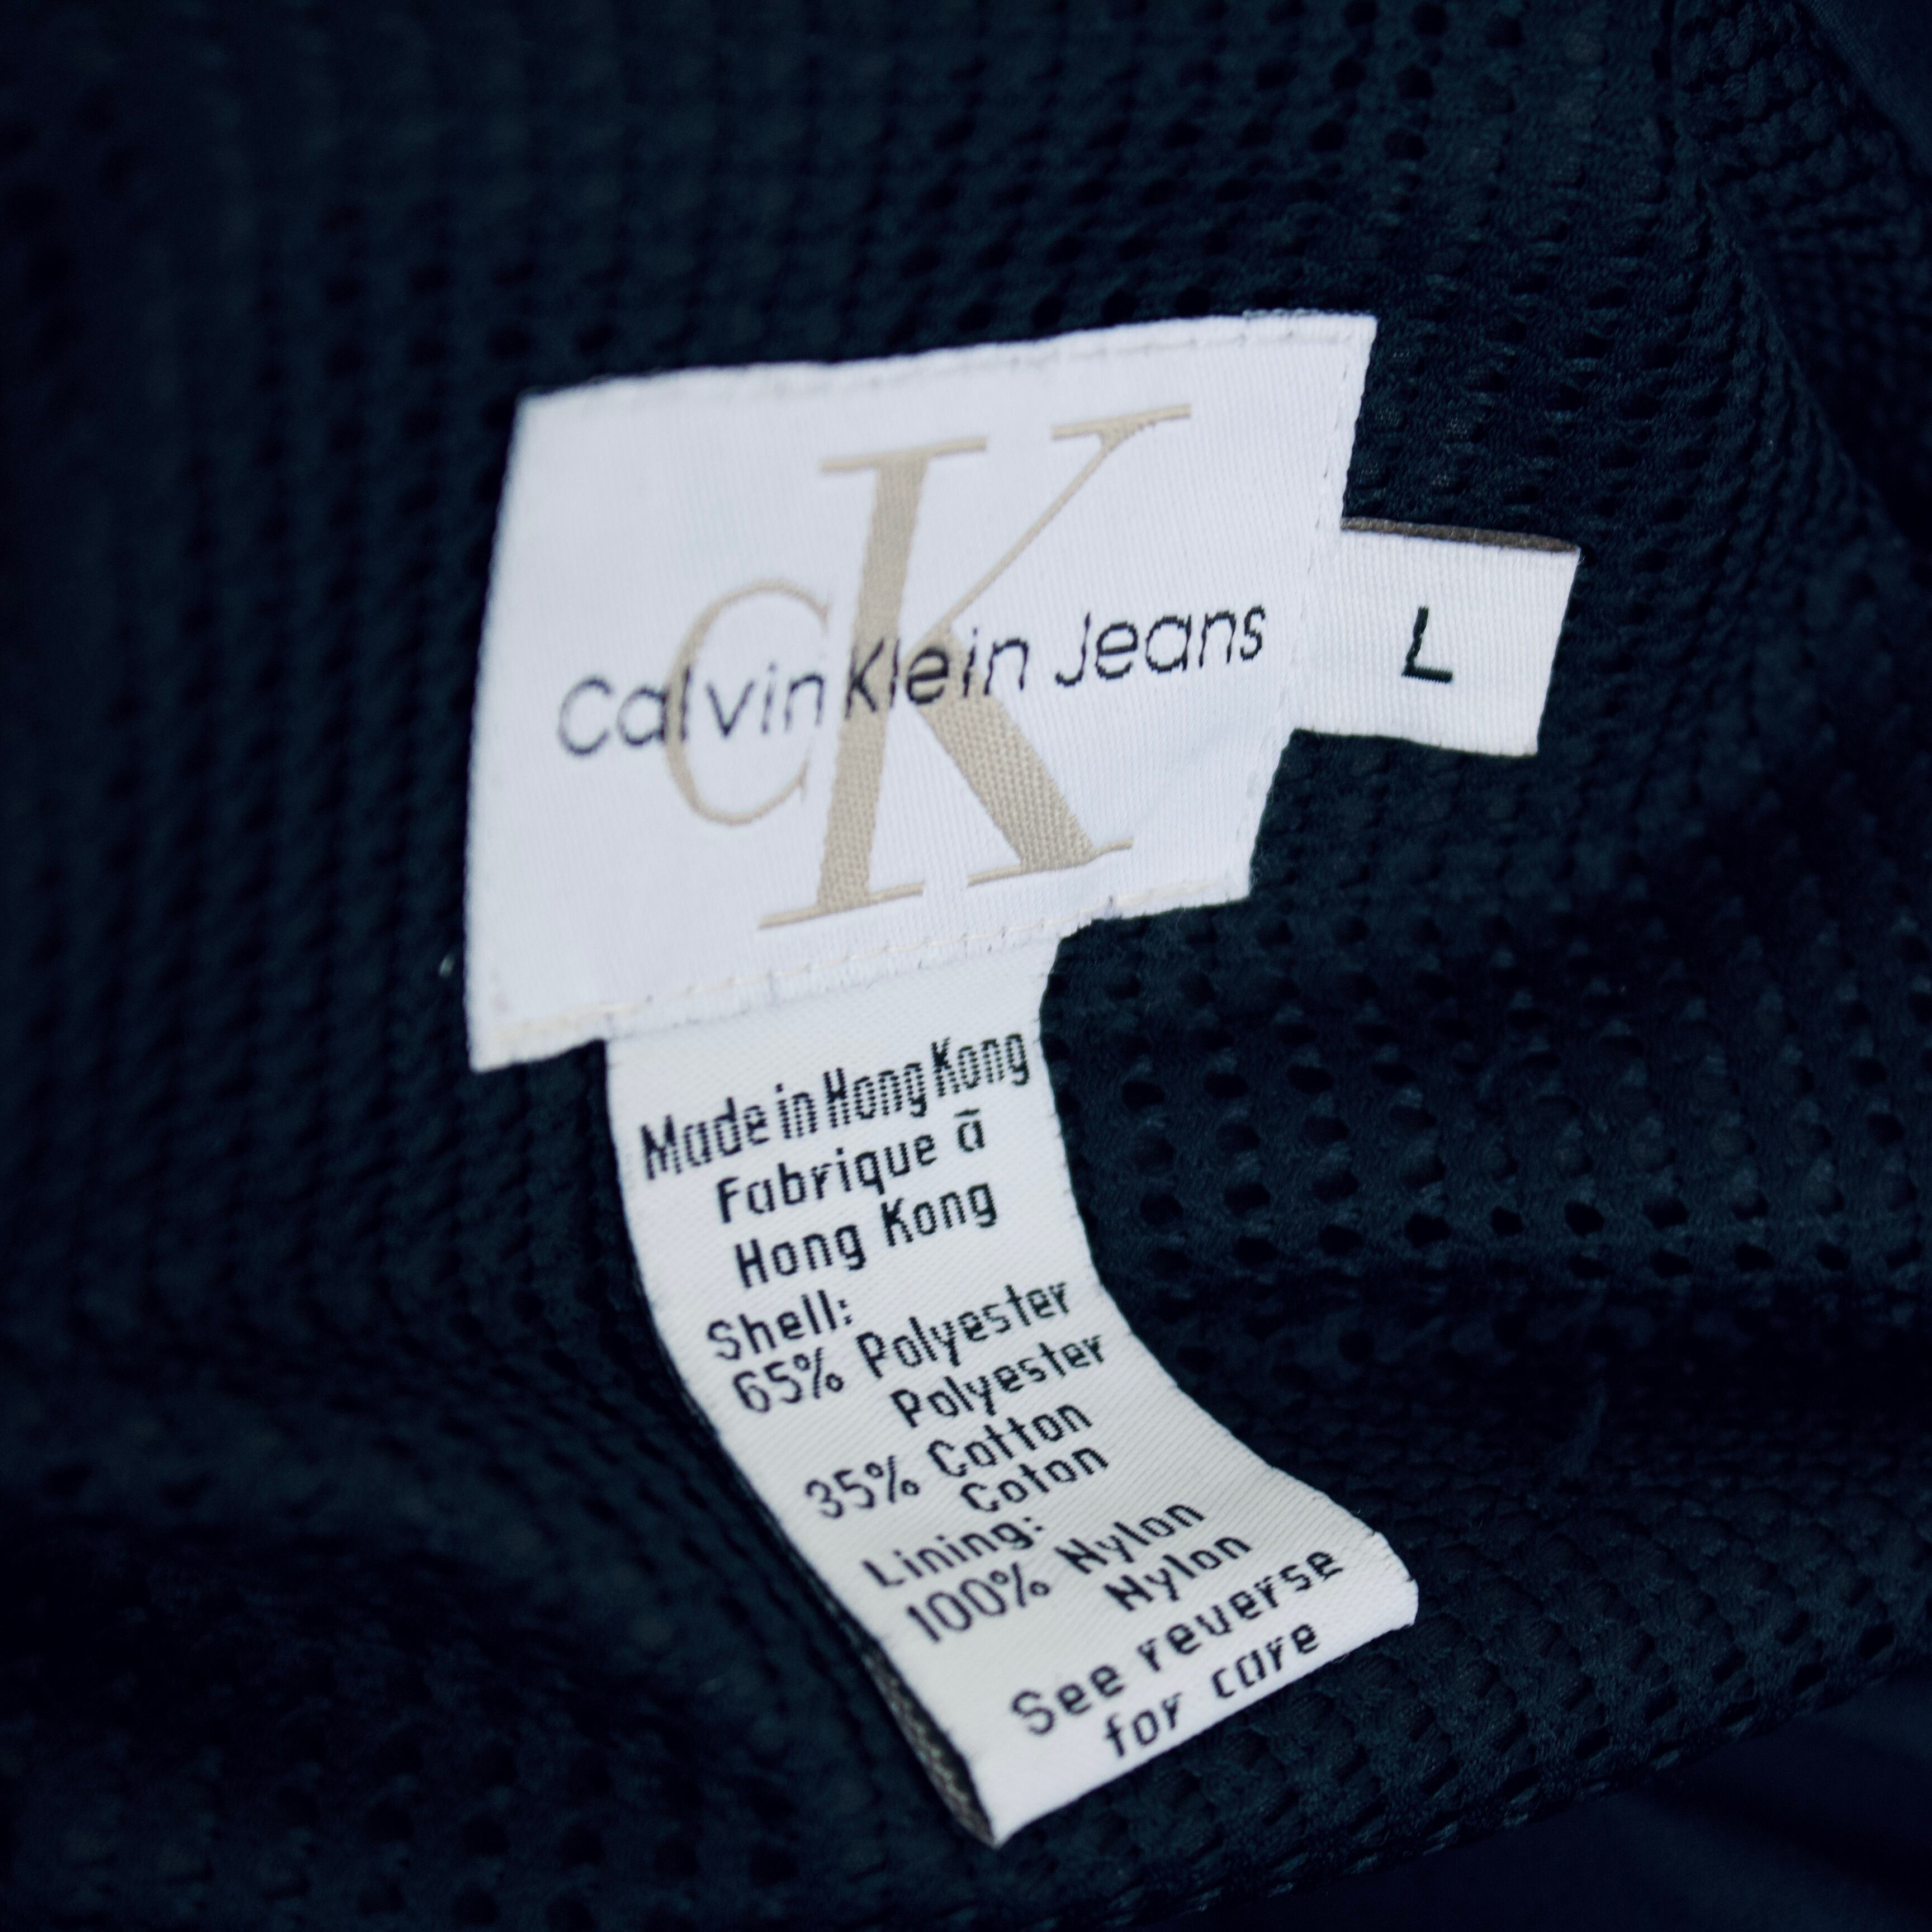 CK
Calvin Klein Jeans
L
Made in Hong Kong
Fabrique ā
Hong Kong
Shell:
65% Polyester
Polyester
35% Cotton
Coton
Lining:
100% Nylon
Nylon
See reverse
for care